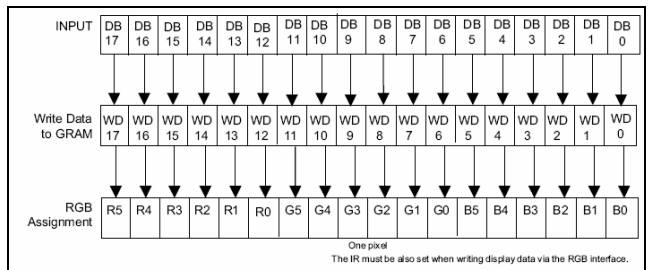 INPUT DB DB DB DB DB DB DB DB DB DB DB DB DB DB DB DB DB DB
17 16 15 14 13 12 11 10 9 8 7 6 5 4 3 2 1 0
Write Data WD WD WD WD WD WD WD WD WD WD WD WD WD WD WD WD WD WD
to GRAM 17 16 15 14 13 12 11 10 9 8 7 6 5 4 3 2 1 0
RGB R5 R4 R3 R2 R1 R0 G5 G4 G3 G2 G1 G0 B5 B4 B3 B2 B1 B0
Assignment
One pixel
The IR must be also set when writing display data via the RGB interface.